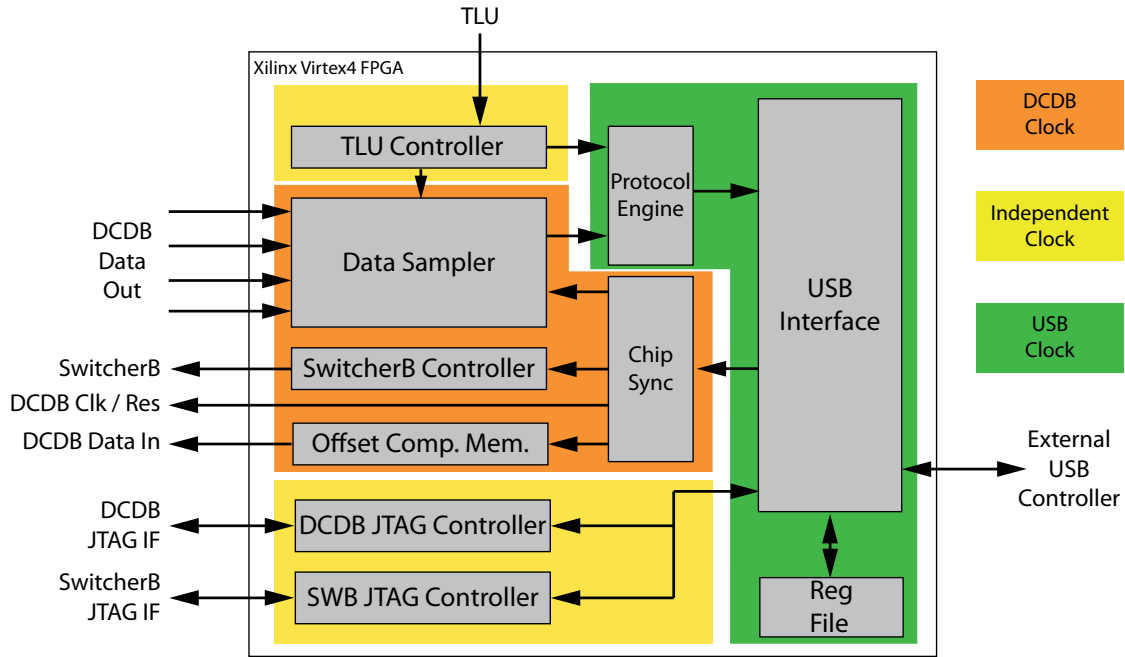 TLU
Xilinx Virtex4 FPGA
TLU Controller
Protocol
Engine
DCDB
Data
Out
Data Sampler
USB
Interface
Chip
Sync
SwitcherB
SwitcherB Controller
DCDB Clk / Res
DCDB Data In
Offset Comp. Mem.
DCDB
JTAG IF
DCDB JTAG Controller
SwitcherB
JTAG IF
SWB JTAG Controller
Reg
File
DCDB
Clock
Independent
Clock
USB
Clock
External
USB
Controller